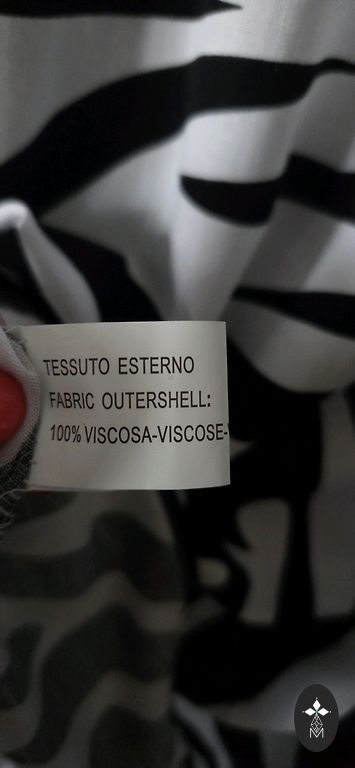 TESSUTO ESTERNO
FABRIC OUTERSHELL:
100% VISCOSA-VISCOSE-
M